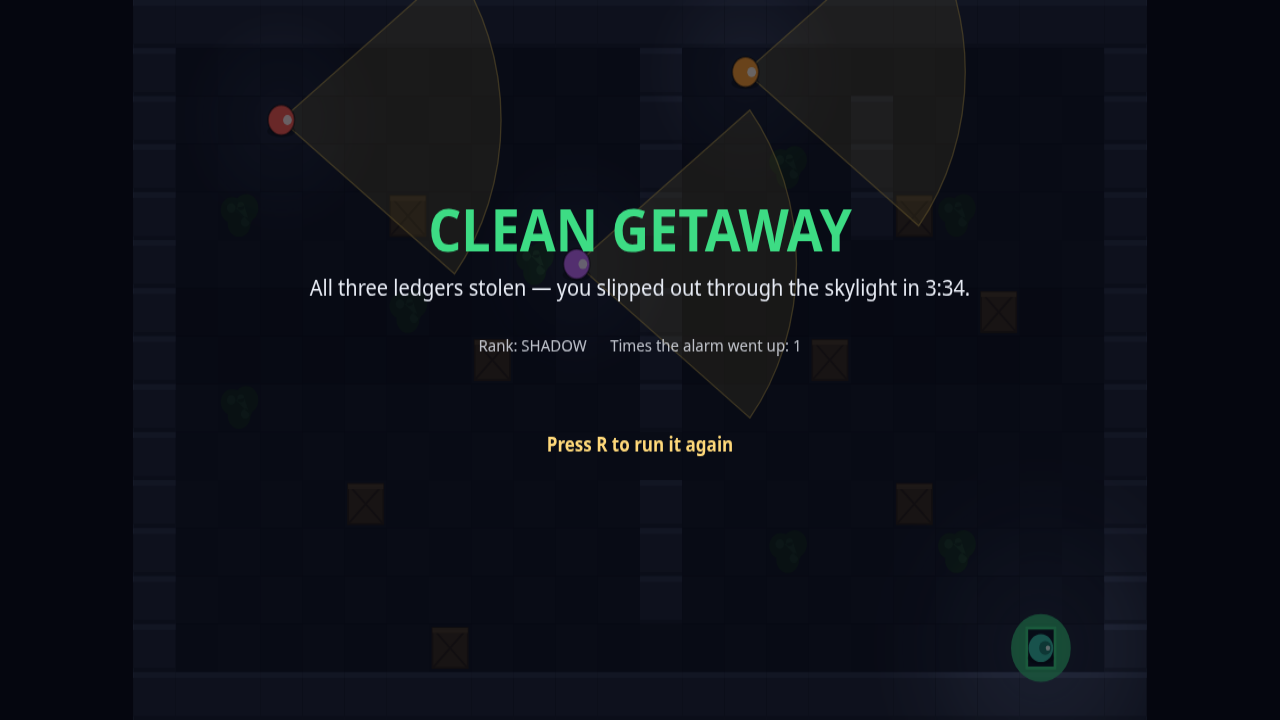 CLEAN GETAWAY
All three ledgers stolen — you slipped out through the skylight in 3:34.
Rank: SHADOW Times the alarm went up: 1
Press R to run it again